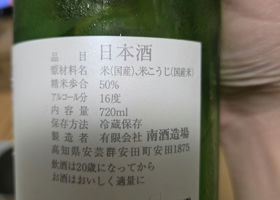 品目 日本酒
原材料名 米(国産)、米こうじ(国産米)
精米歩合 50%
アルコール分 16度
内容量 720ml
保存方法 冷蔵保存
製造者 有限会社 南酒造場
高知県安芸郡安田町安田1875
飲酒は20歳になってから
お酒はおいしく適量に